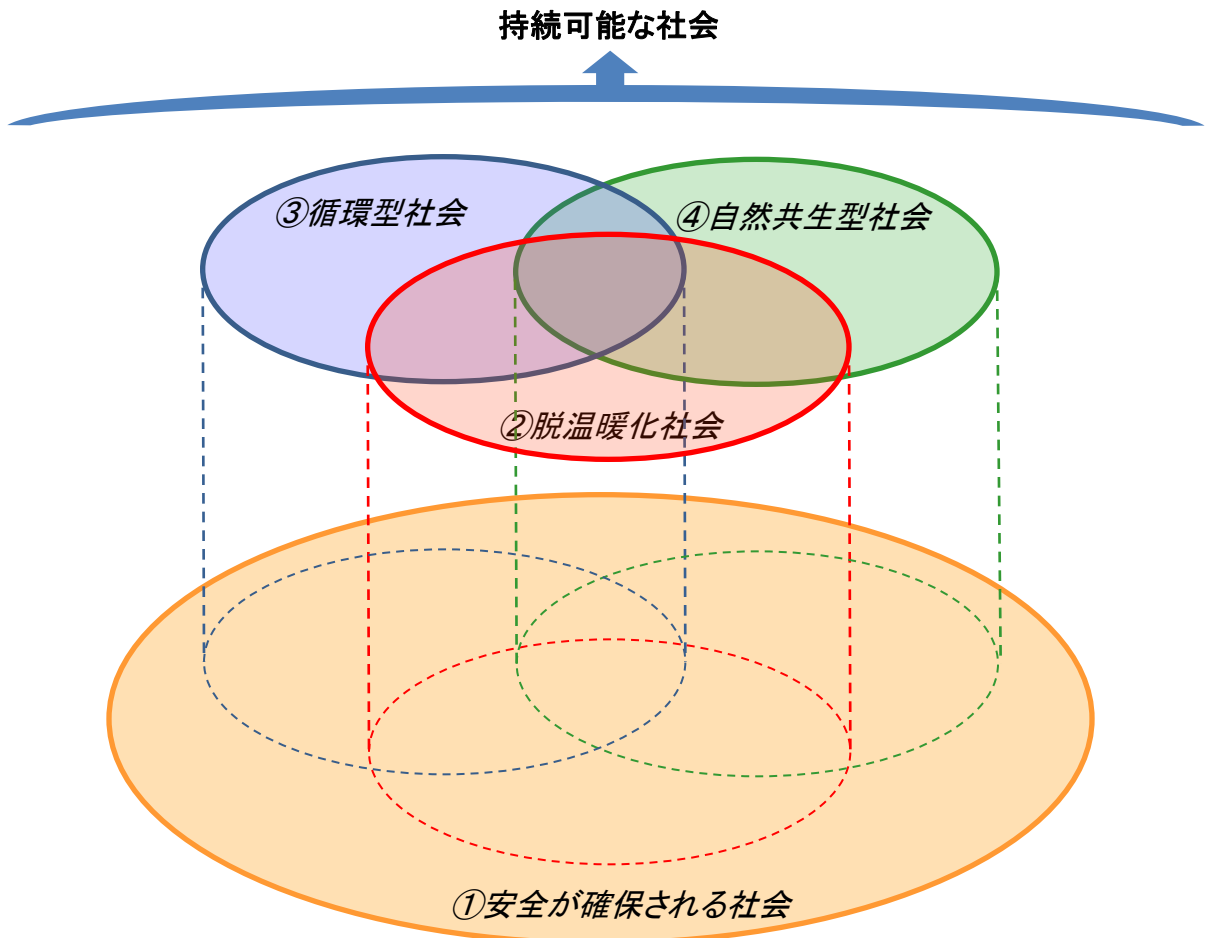 持続可能な社会
③循環型社会
④自然共生型社会
②脱温暖化社会
①安全が確保される社会